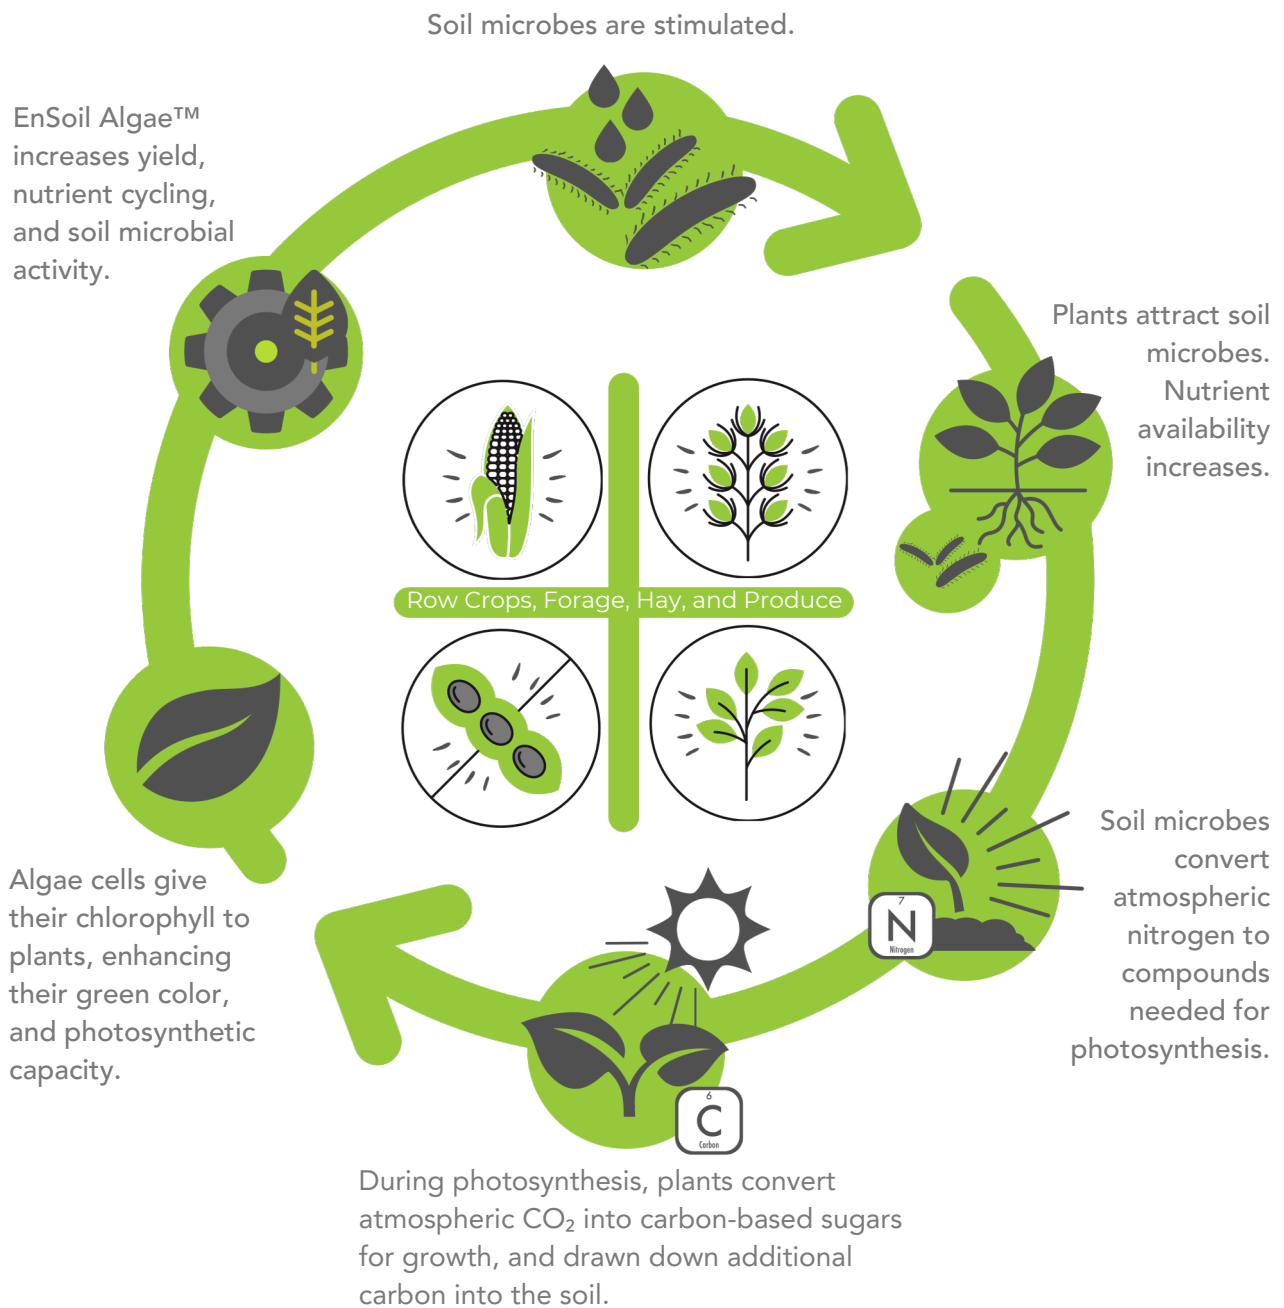 Soil microbes are stimulated.
EnSoil Algae™
increases yield,
nutrient cycling,
and soil microbial
activity.
Plants attract soil
microbes.
Nutrient
availability
increases.
Row Crops, Forage, Hay, and Produce
Soil microbes
convert
atmospheric
nitrogen to
compounds
needed for
photosynthesis.
7
N
Nitrogen
Algae cells give
their chlorophyll to
plants, enhancing
their green color,
and photosynthetic
capacity.
6
C
Carbon
During photosynthesis, plants convert
atmospheric CO₂ into carbon-based sugars
for growth, and drawn down additional
carbon into the soil.